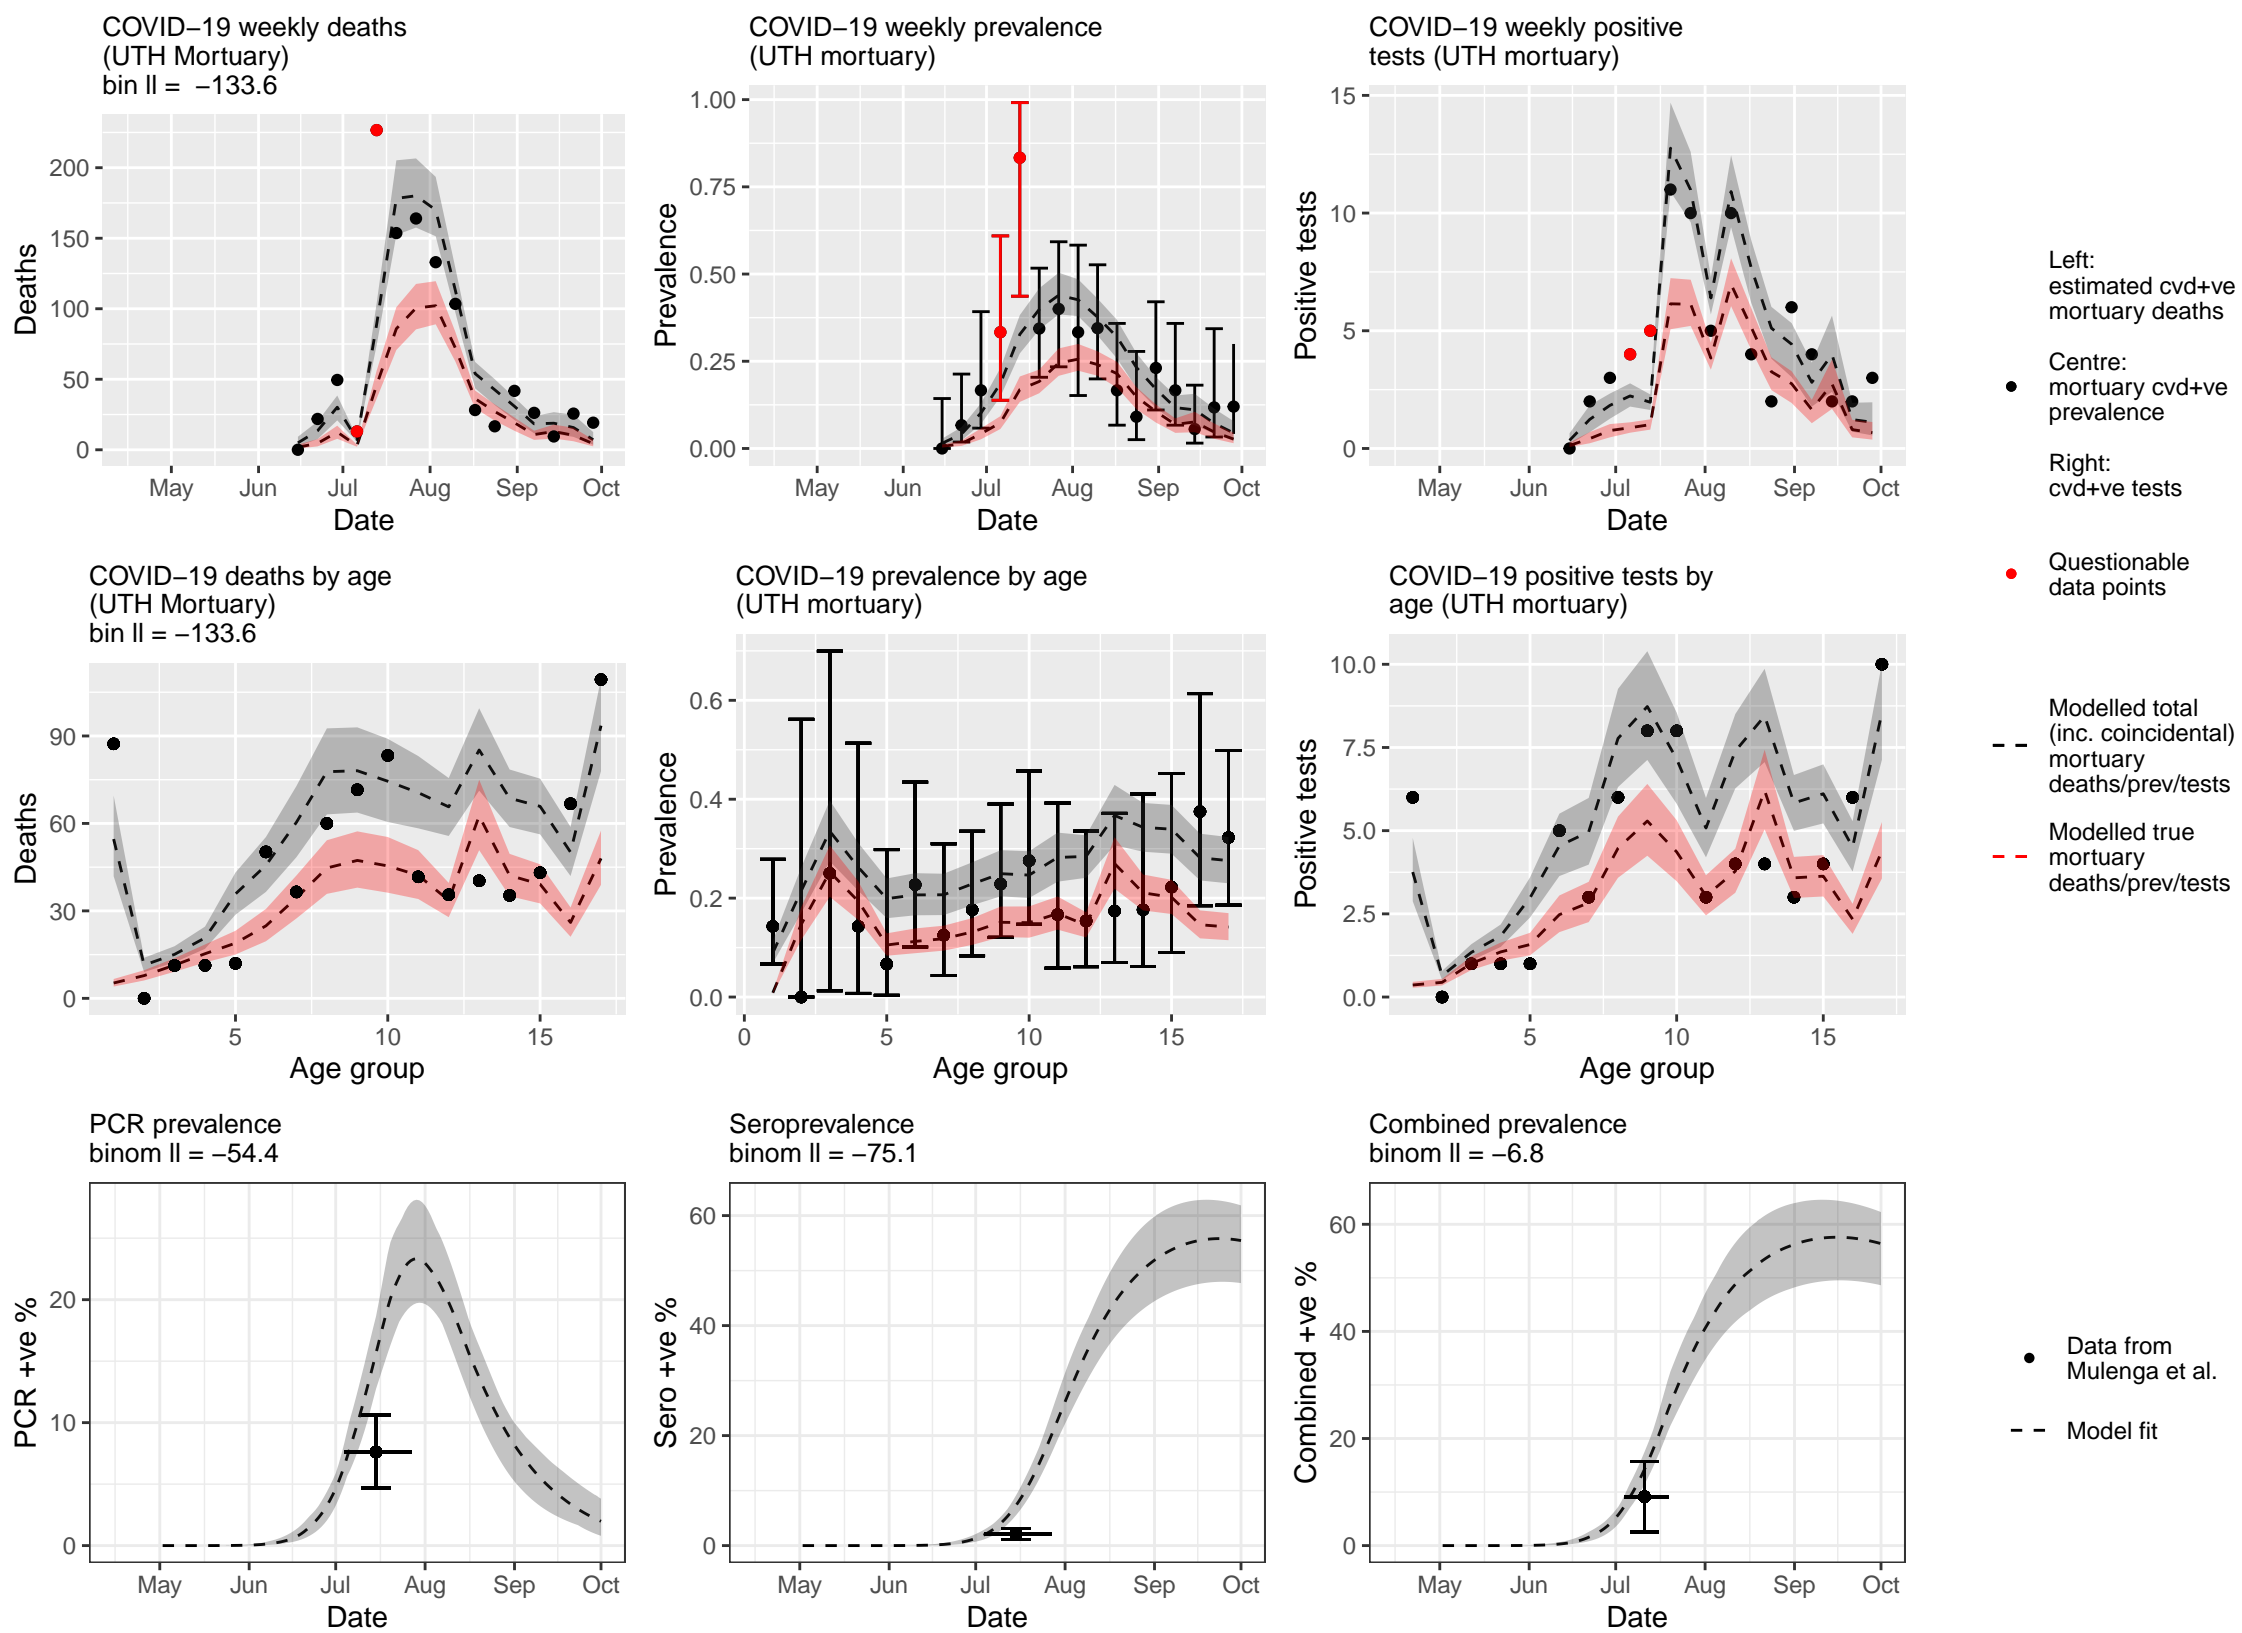 COVID−19 weekly deaths
(UTH Mortuary)
bin ll =  −133.6
Deaths
200
150
100
50
0
May
Jun
Jul
Aug
Sep
Oct
Date
COVID−19 weekly prevalence
(UTH mortuary)
Prevalence
1.00
0.75
0.50
0.25
0.00
May
Jun
Jul
Aug
Sep
Oct
Date
COVID−19 weekly positive
tests (UTH mortuary)
Positive tests
15
10
5
0
May
Jun
Jul
Aug
Sep
Oct
Date
Left:
estimated cvd+ve
mortuary deaths
Centre:
mortuary cvd+ve
prevalence
Right:
cvd+ve tests
Questionable
data points
Modelled total
(inc. coincidental)
mortuary
deaths/prev/tests
Modelled true
mortuary
deaths/prev/tests
COVID−19 deaths by age
(UTH Mortuary)
bin ll = −133.6
Deaths
90
60
30
0
5
10
15
Age group
COVID−19 prevalence by age
(UTH mortuary)
Prevalence
0.6
0.4
0.2
0.0
0
5
10
15
Age group
COVID−19 positive tests by
age (UTH mortuary)
Positive tests
10.0
7.5
5.0
2.5
0.0
5
10
15
Age group
PCR prevalence
binom ll = −54.4
PCR +ve %
20
10
0
May
Jun
Jul
Aug
Sep
Oct
Date
Seroprevalence
binom ll = −75.1
Sero +ve %
60
40
20
0
May
Jun
Jul
Aug
Sep
Oct
Date
Combined prevalence
binom ll = −6.8
Combined +ve %
60
40
20
0
May
Jun
Jul
Aug
Sep
Oct
Date
Data from
Mulenga et al.
Model fit